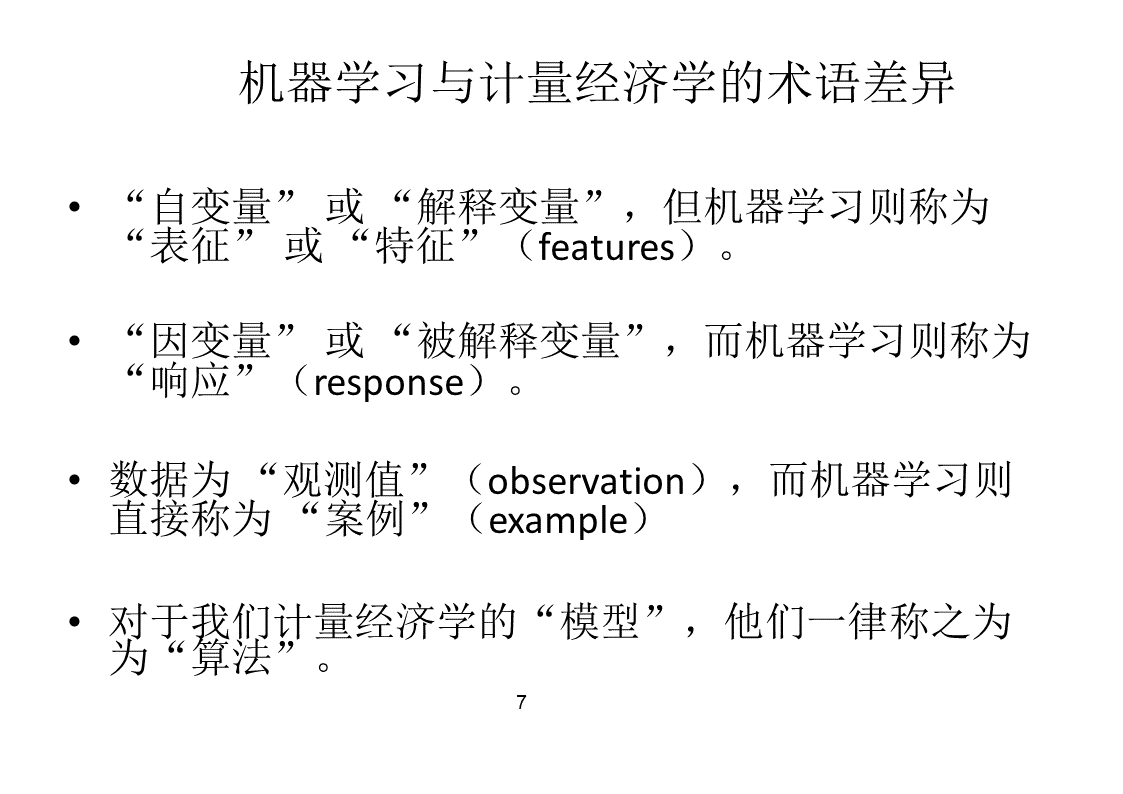 机器学习与计量经济学的术语差异
• “自变量” 或 “解释变量”，但机器学习则称为
“表征” 或 “特征”（features）。
• “因变量” 或 “被解释变量”，而机器学习则称为
“响应”（response）。
• 数据为 “观测值”（observation），而机器学习则
直接称为 “案例”（example）
• 对于我们计量经济学的“模型”，他们一律称之为
为“算法”。
7